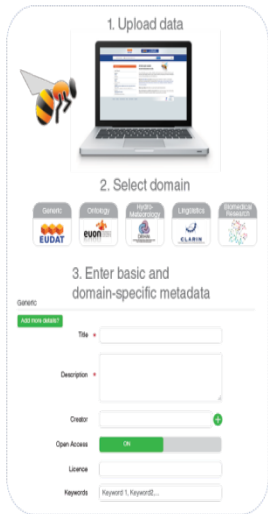 1. Upload data
2. Select domain
Generic Ontology Hydro-Meteorology Linguistics Biomedical Research
EUDAT euon CLARIN
3. Enter basic and
domain-specific metadata
Generic
Add more details?
Title *
Description *
Creator
Open Access ON
Licence
Keywords Keyword 1, Keyword2...